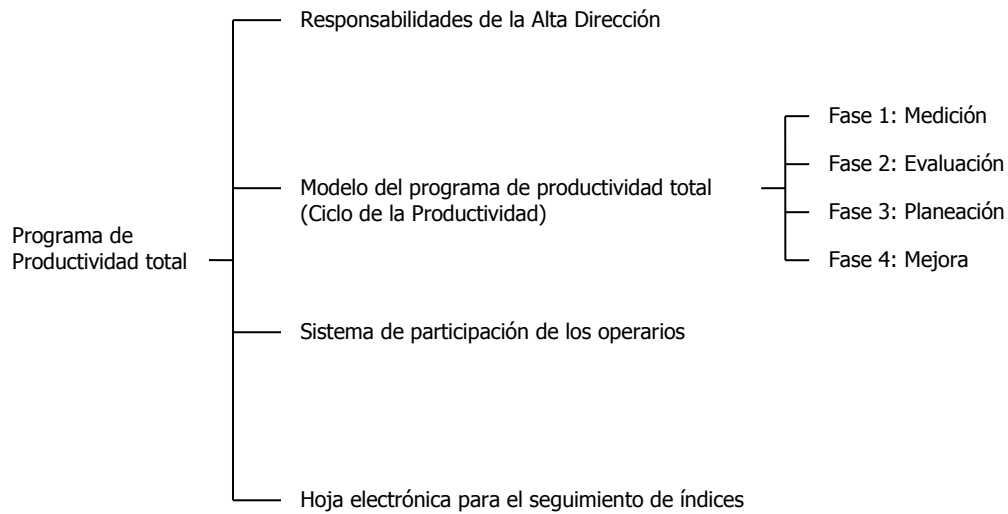 Responsabilidades de la Alta Dirección
Fase 1: Medición
Fase 2: Evaluación
Modelo del programa de productividad total
(Ciclo de la Productividad)
Fase 3: Planeación
Programa de
Productividad total
Fase 4: Mejora
Sistema de participación de los operarios
Hoja electrónica para el seguimiento de índices